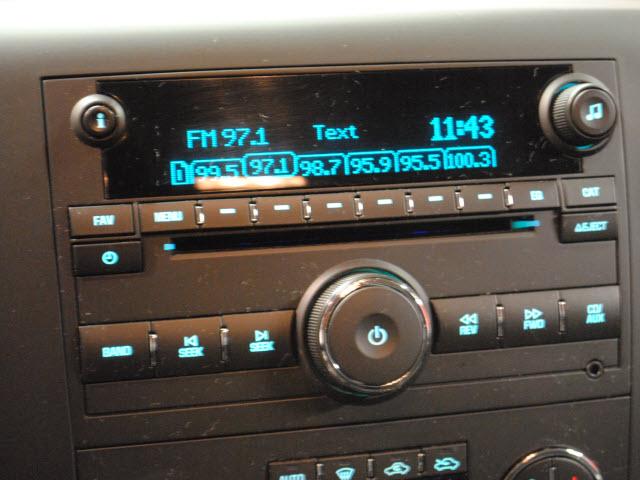 FM 97.1 Text 11:43
1 99.5 97.1 98.7 95.9 95.5 100.3
FAV MENU EQ CAT
EJECT
BAND SEEK SEEK REV FWD CD/ AUX
AUTO